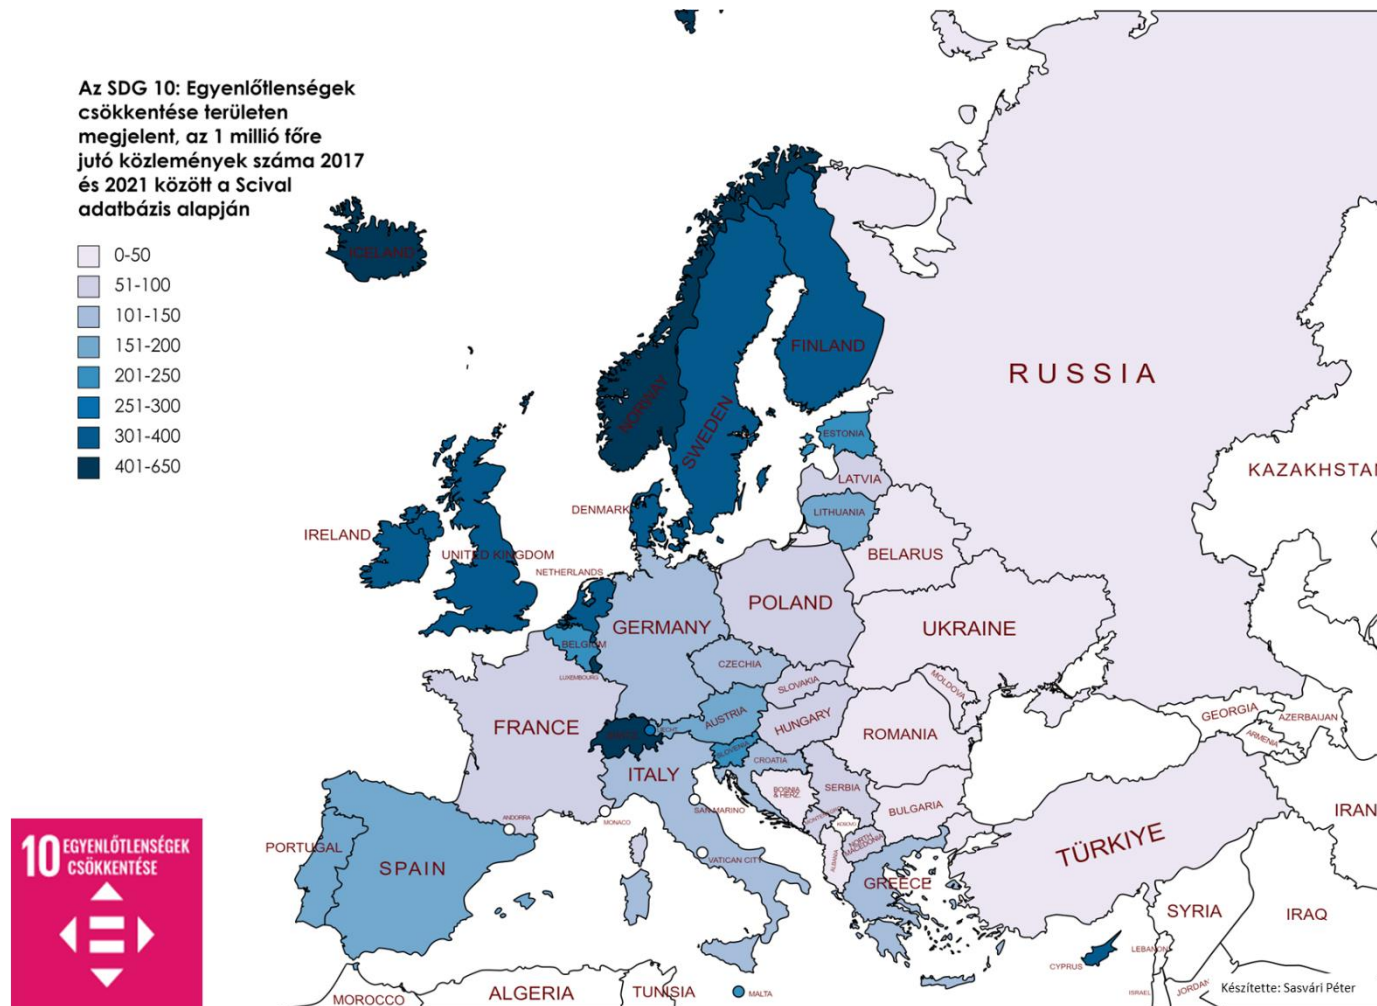 Az SDG 10: Egyenlőtlenségek
csökkentése területen
megjelent, az 1 millió főre
jutó közlemények száma 2017
és 2021 között a Scival
adatbázis alapján
0-50
51-100
101-150
151-200
201-250
251-300
301-400
401-650
ICELAND
NORWAY
SWEDEN
FINLAND
RUSSIA
ESTONIA
LATVIA
LITHUANIA
KAZAKHSTAN
DENMARK
IRELAND
UNITED KINGDOM
NETHERLANDS
BELARUS
POLAND
GERMANY
UKRAINE
BELGIUM
LUXEMBOURG
CZECHIA
SLOVAKIA
MOLDOVA
FRANCE
AUSTRIA
HUNGARY
ROMANIA
GEORGIA
AZERBAIJAN
ARMENIA
SLOVENIA
CROATIA
ITALY
BOSNIA
& HERZ.
SERBIA
SAN MARINO
MONACO
ANDORRA
MONTENEGRO
KOSOVO
BULGARIA
NORTH
MACEDONIA
ALBANIA
VATICAN CITY
PORTUGAL
SPAIN
GREECE
TÜRKIYE
IRAN
SYRIA
IRAQ
LEBANON
CYPRUS
ISRAEL
JORDAN
MOROCCO
ALGERIA
TUNISIA
MALTA
10 EGYENLŐTLENSÉGEK
CSÖKKENTÉSE
Készítette: Sasvári Péter